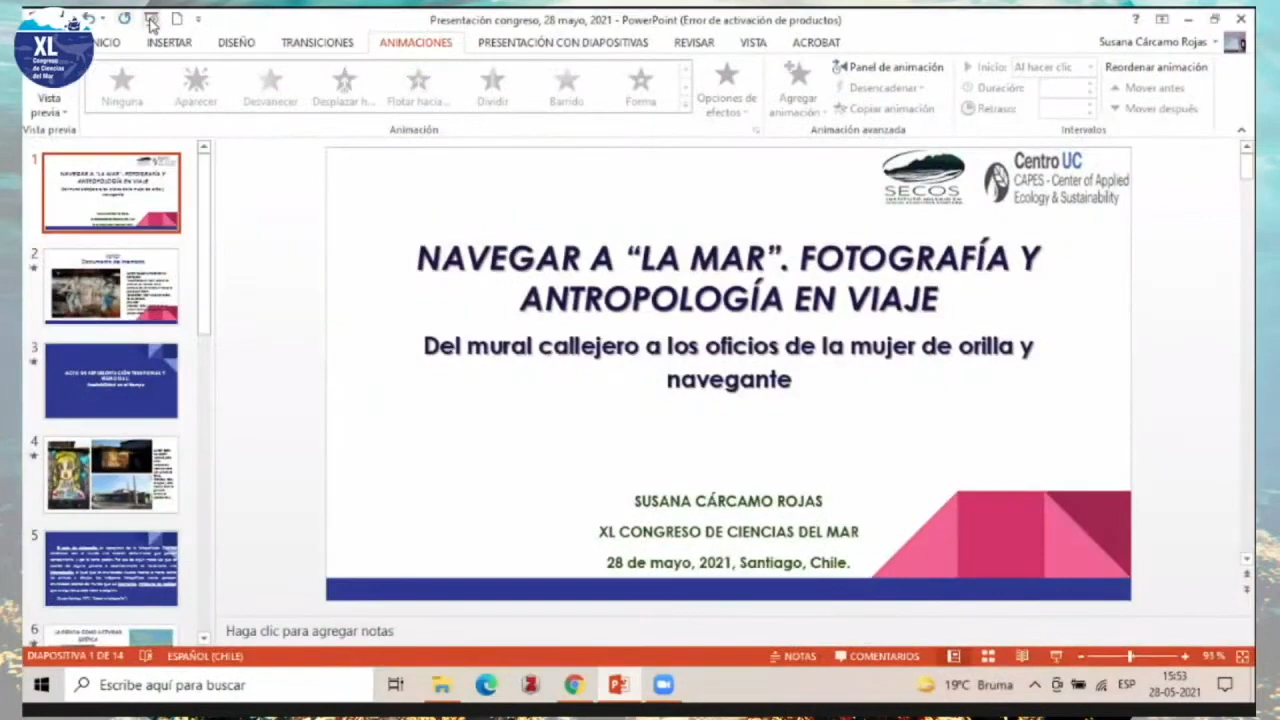 Presentación congreso, 28 mayo, 2021 - PowerPoint (Error de activación de productos)
XL
Congreso
de Ciencias
del Mar
INSERTAR DISEÑO TRANSICIONES ANIMACIONES PRESENTACIÓN CON DIAPOSITIVAS REVISAR VISTA ACROBAT
Susana Cárcamo Rojas
Vista
previa
Ninguna Aparecer Desvanecer Desplazar h... Flotar hacia... Dividir Barrido Forma
Opciones de
efectos
Agregar
animación
Panel de animación
Desencadenar
Copiar animación
Inicio: Al hacer clic
Duración:
Retraso:
Reordenar animación
Mover antes
Mover después
Vista previa Animación Animación avanzada Intervalos
1
2
3
4
5
6
SECOS
Centro UC
CAPES - Center of Applied
Ecology & Sustainability
NAVEGAR A “LA MAR”. FOTOGRAFÍA Y
ANTROPOLOGÍA EN VIAJE
Del mural callejero a los oficios de la mujer de orilla y
navegante
SUSANA CÁRCAMO ROJAS
XL CONGRESO DE CIENCIAS DEL MAR
28 de mayo, 2021, Santiago, Chile.
Haga clic para agregar notas
DIAPOSITIVA 1 DE 14 ESPAÑOL (CHILE) NOTAS COMENTARIOS 93 %
Escribe aquí para buscar
19°C Bruma
ESP
15:53
28-05-2021